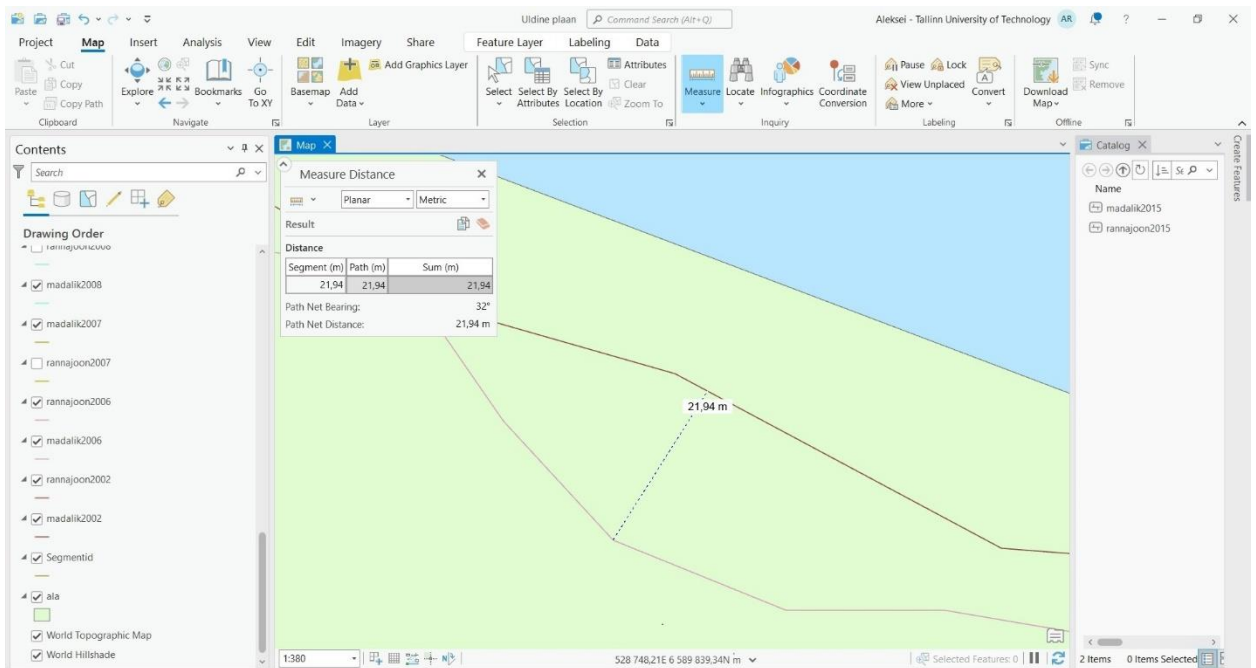 Uldine plaan
Command Search (Alt+Q)
Aleksei - Tallinn University of Technology
AR
?
Project Map Insert Analysis View Edit Imagery Share Feature Layer Labeling Data
Paste
Cut
Copy
Copy Path
Clipboard
Explore
Bookmarks
Go To XY
Navigate
Basemap
Add Data
Add Graphics Layer
Layer
Select
Select By Attributes
Select By Location
Attributes
Clear
Zoom To
Selection
Measure
Locate
Infographics
Coordinate Conversion
Inquiry
Pause
Lock
View Unplaced
More
Convert
Labeling
Download Map
Sync
Remove
Offline
Contents
Search
Drawing Order
rannajoon2008
madalik2008
madalik2007
rannajoon2007
rannajoon2006
madalik2006
rannajoon2002
madalik2002
Segmentid
ala
World Topographic Map
World Hillshade
Map
Measure Distance
Planar
Metric
Result
Distance
Segment (m) Path (m) Sum (m)
21,94 21,94 21,94
Path Net Bearing: 32°
Path Net Distance: 21,94 m
21,94 m
1:380
528 748,21E 6 589 839,34N m
Selected Features: 0
Catalog
Name
madalik2015
rannajoon2015
2 Items
0 Items Selected
Create Features